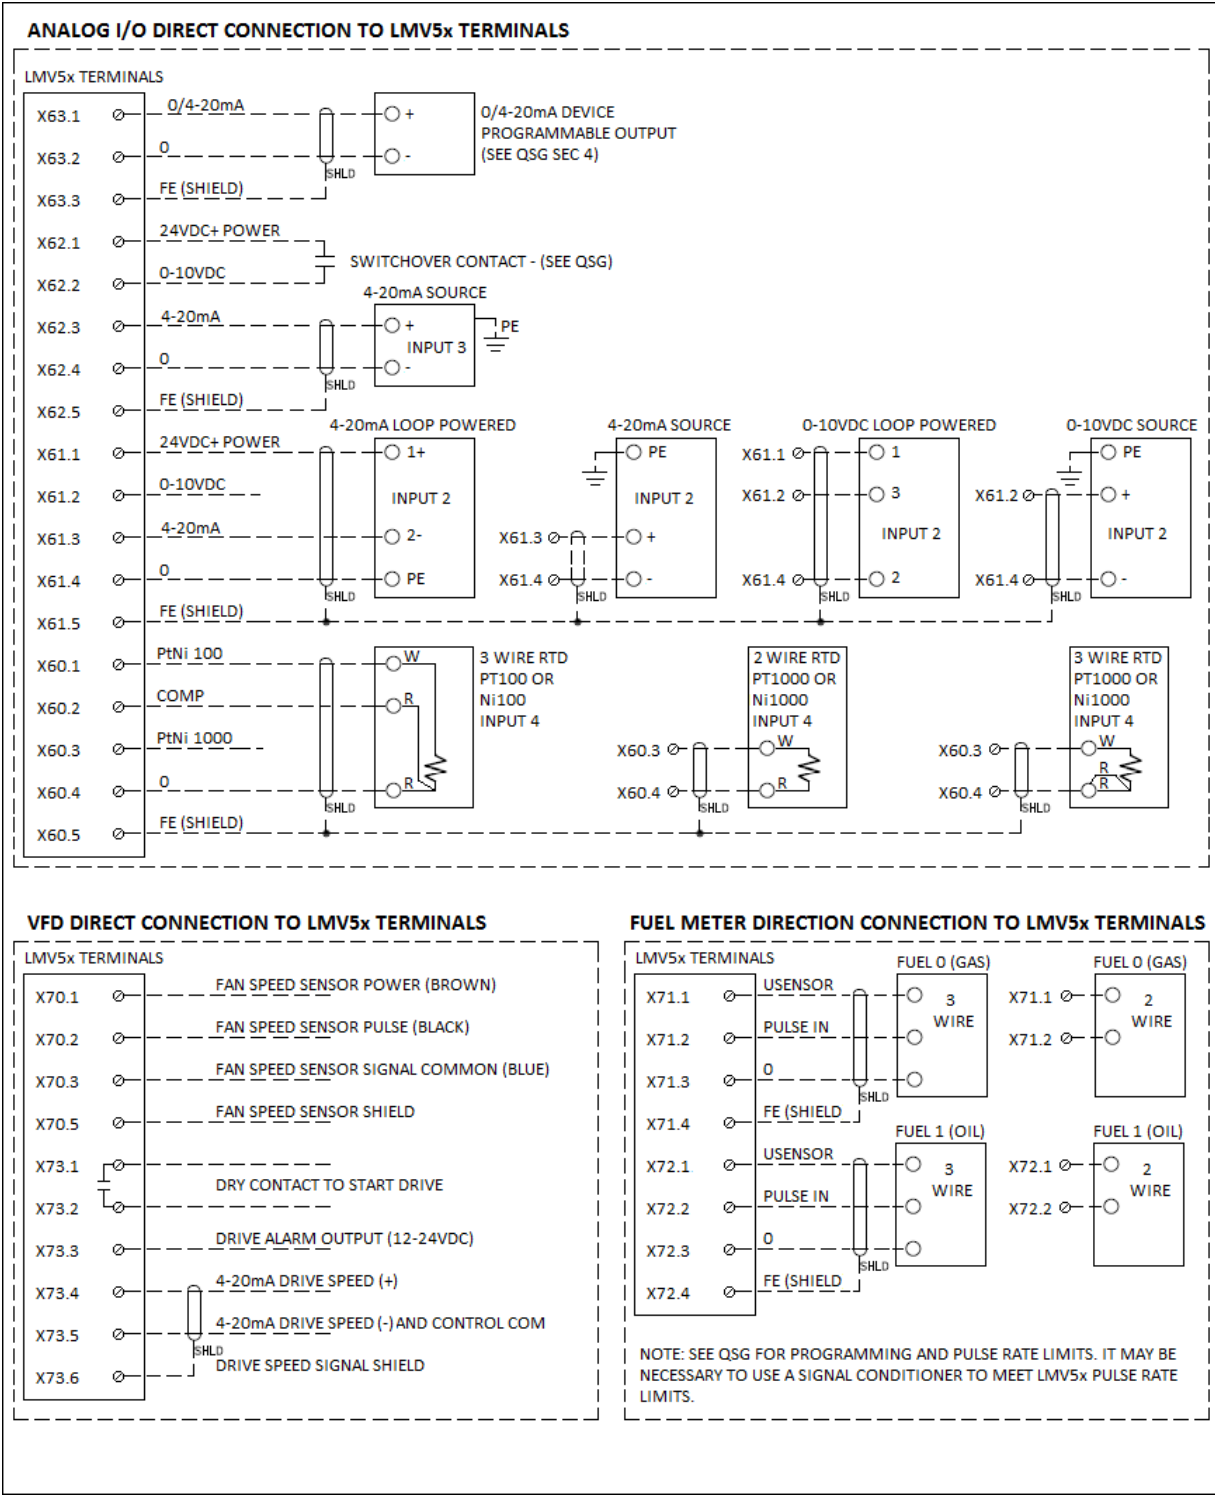 ANALOG I/O DIRECT CONNECTION TO LMV5x TERMINALS
LMV5x TERMINALS
X63.1 0/4-20mA + 0/4-20mA DEVICE
PROGRAMMABLE OUTPUT
X63.2 0 - (SEE QSG SEC 4)
SHLD
X63.3 FE (SHIELD)
X62.1 24VDC+ POWER
SWITCHOVER CONTACT - (SEE QSG)
X62.2 0-10VDC
4-20mA SOURCE
X62.3 4-20mA + PE
INPUT 3
X62.4 0 -
SHLD
X62.5 FE (SHIELD)
4-20mA LOOP POWERED 4-20mA SOURCE 0-10VDC LOOP POWERED 0-10VDC SOURCE
X61.1 24VDC+ POWER 1+ PE X61.1 1 PE
X61.2 0-10VDC INPUT 2 INPUT 2 X61.2 3 X61.2 +
X61.3 4-20mA 2- X61.3 + INPUT 2 INPUT 2
X61.4 0 PE X61.4 - X61.4 2 X61.4 -
SHLD SHLD SHLD SHLD
X61.5 FE (SHIELD)
X60.1 PtNi 100 W 3 WIRE RTD 2 WIRE RTD 3 WIRE RTD
PT100 OR PT1000 OR PT1000 OR
X60.2 COMP R Ni100 Ni1000 Ni1000
INPUT 4 INPUT 4 INPUT 4
X60.3 PtNi 1000 X60.3 W X60.3 W
R
X60.4 0 R X60.4 R X60.4 R
SHLD SHLD SHLD
X60.5 FE (SHIELD)
VFD DIRECT CONNECTION TO LMV5x TERMINALS
LMV5x TERMINALS
X70.1 FAN SPEED SENSOR POWER (BROWN)
X70.2 FAN SPEED SENSOR PULSE (BLACK)
X70.3 FAN SPEED SENSOR SIGNAL COMMON (BLUE)
X70.5 FAN SPEED SENSOR SHIELD
X73.1
DRY CONTACT TO START DRIVE
X73.2
X73.3 DRIVE ALARM OUTPUT (12-24VDC)
X73.4 4-20mA DRIVE SPEED (+)
X73.5 4-20mA DRIVE SPEED (-) AND CONTROL COM
SHLD
X73.6 DRIVE SPEED SIGNAL SHIELD
FUEL METER DIRECTION CONNECTION TO LMV5x TERMINALS
LMV5x TERMINALS FUEL 0 (GAS) FUEL 0 (GAS)
X71.1 USENSOR 3 X71.1 2
WIRE WIRE
X71.2 PULSE IN X71.2
X71.3 0
SHLD
X71.4 FE (SHIELD
FUEL 1 (OIL) FUEL 1 (OIL)
X72.1 USENSOR 3 X72.1 2
WIRE WIRE
X72.2 PULSE IN X72.2
X72.3 0
SHLD
X72.4 FE (SHIELD
NOTE: SEE QSG FOR PROGRAMMING AND PULSE RATE LIMITS. IT MAY BE
NECESSARY TO USE A SIGNAL CONDITIONER TO MEET LMV5x PULSE RATE
LIMITS.